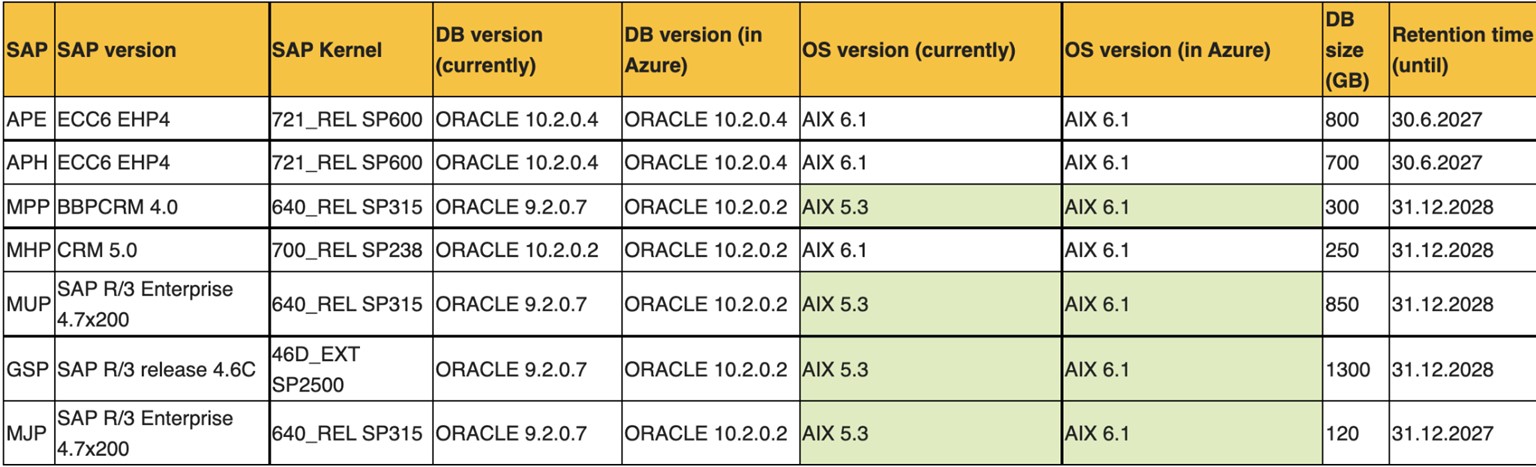 SAP | SAP version | SAP Kernel | DB version (currently) | DB version (in Azure) | OS version (currently) | OS version (in Azure) | DB size (GB) | Retention time (until)
APE | ECC6 EHP4 | 721_REL SP600 | ORACLE 10.2.0.4 | ORACLE 10.2.0.4 | AIX 6.1 | AIX 6.1 | 800 | 30.6.2027
APH | ECC6 EHP4 | 721_REL SP600 | ORACLE 10.2.0.4 | ORACLE 10.2.0.4 | AIX 6.1 | AIX 6.1 | 700 | 30.6.2027
MPP | BBPCRM 4.0 | 640_REL SP315 | ORACLE 9.2.0.7 | ORACLE 10.2.0.2 | AIX 5.3 | AIX 6.1 | 300 | 31.12.2028
MHP | CRM 5.0 | 700_REL SP238 | ORACLE 10.2.0.2 | ORACLE 10.2.0.2 | AIX 6.1 | AIX 6.1 | 250 | 31.12.2028
MUP | SAP R/3 Enterprise 4.7x200 | 640_REL SP315 | ORACLE 9.2.0.7 | ORACLE 10.2.0.2 | AIX 5.3 | AIX 6.1 | 850 | 31.12.2028
GSP | SAP R/3 release 4.6C | 46D_EXT SP2500 | ORACLE 9.2.0.7 | ORACLE 10.2.0.2 | AIX 5.3 | AIX 6.1 | 1300 | 31.12.2028
MJP | SAP R/3 Enterprise 4.7x200 | 640_REL SP315 | ORACLE 9.2.0.7 | ORACLE 10.2.0.2 | AIX 5.3 | AIX 6.1 | 120 | 31.12.2027